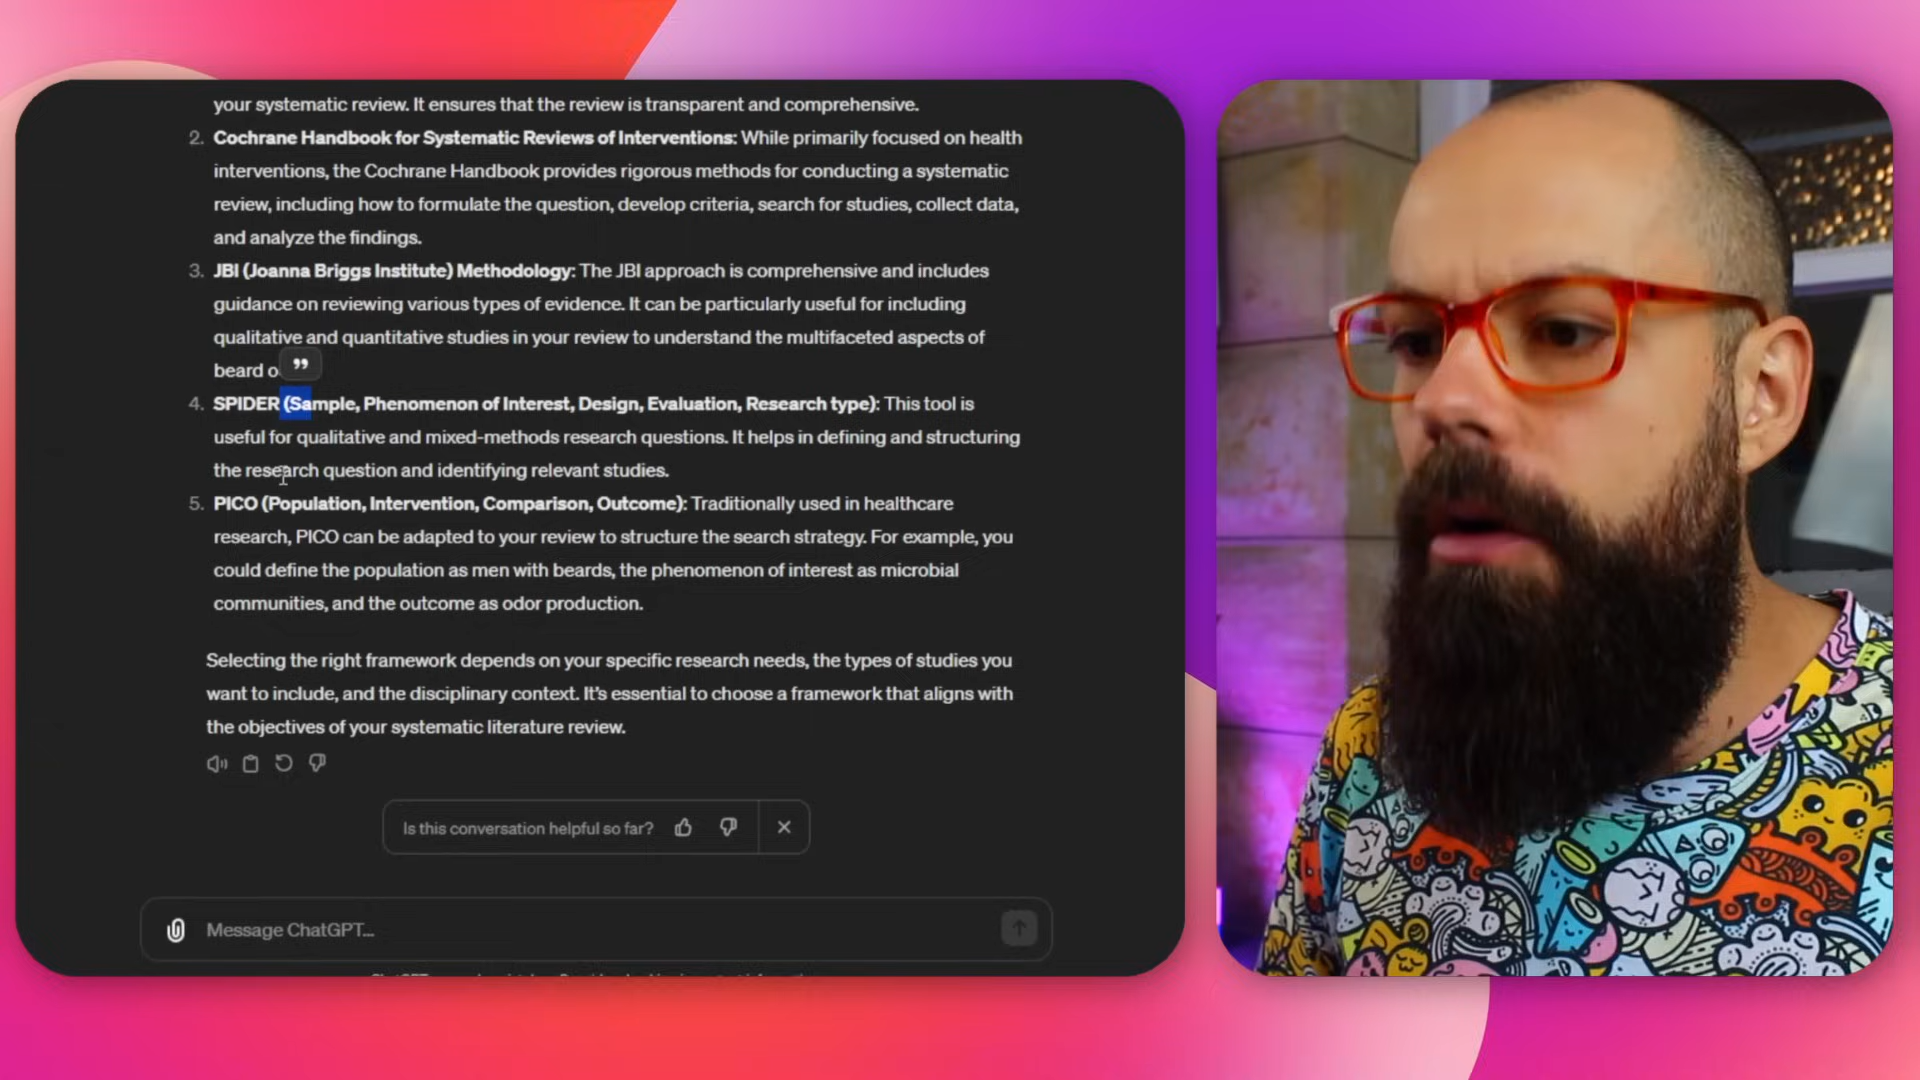 your systematic review. It ensures that the review is transparent and comprehensive.
2. Cochrane Handbook for Systematic Reviews of Interventions: While primarily focused on health
interventions, the Cochrane Handbook provides rigorous methods for conducting a systematic
review, including how to formulate the question, develop criteria, search for studies, collect data,
and analyze the findings.
3. JBI (Joanna Briggs Institute) Methodology: The JBI approach is comprehensive and includes
guidance on reviewing various types of evidence. It can be particularly useful for including
qualitative and quantitative studies in your review to understand the multifaceted aspects of
beard
4. SPIDER (Sample, Phenomenon of Interest, Design, Evaluation, Research type): This tool is
useful for qualitative and mixed-methods research questions. It helps in defining and structuring
the research question and identifying relevant studies.
5. PICO (Population, Intervention, Comparison, Outcome): Traditionally used in healthcare
research, PICO can be adapted to your review to structure the search strategy. For example, you
could define the population as men with beards, the phenomenon of interest as microbial
communities, and the outcome as odor production.
Selecting the right framework depends on your specific research needs, the types of studies you
want to include, and the disciplinary context. It's essential to choose a framework that aligns with
the objectives of your systematic literature review.
Is this conversation helpful so far?
Message ChatGPT...